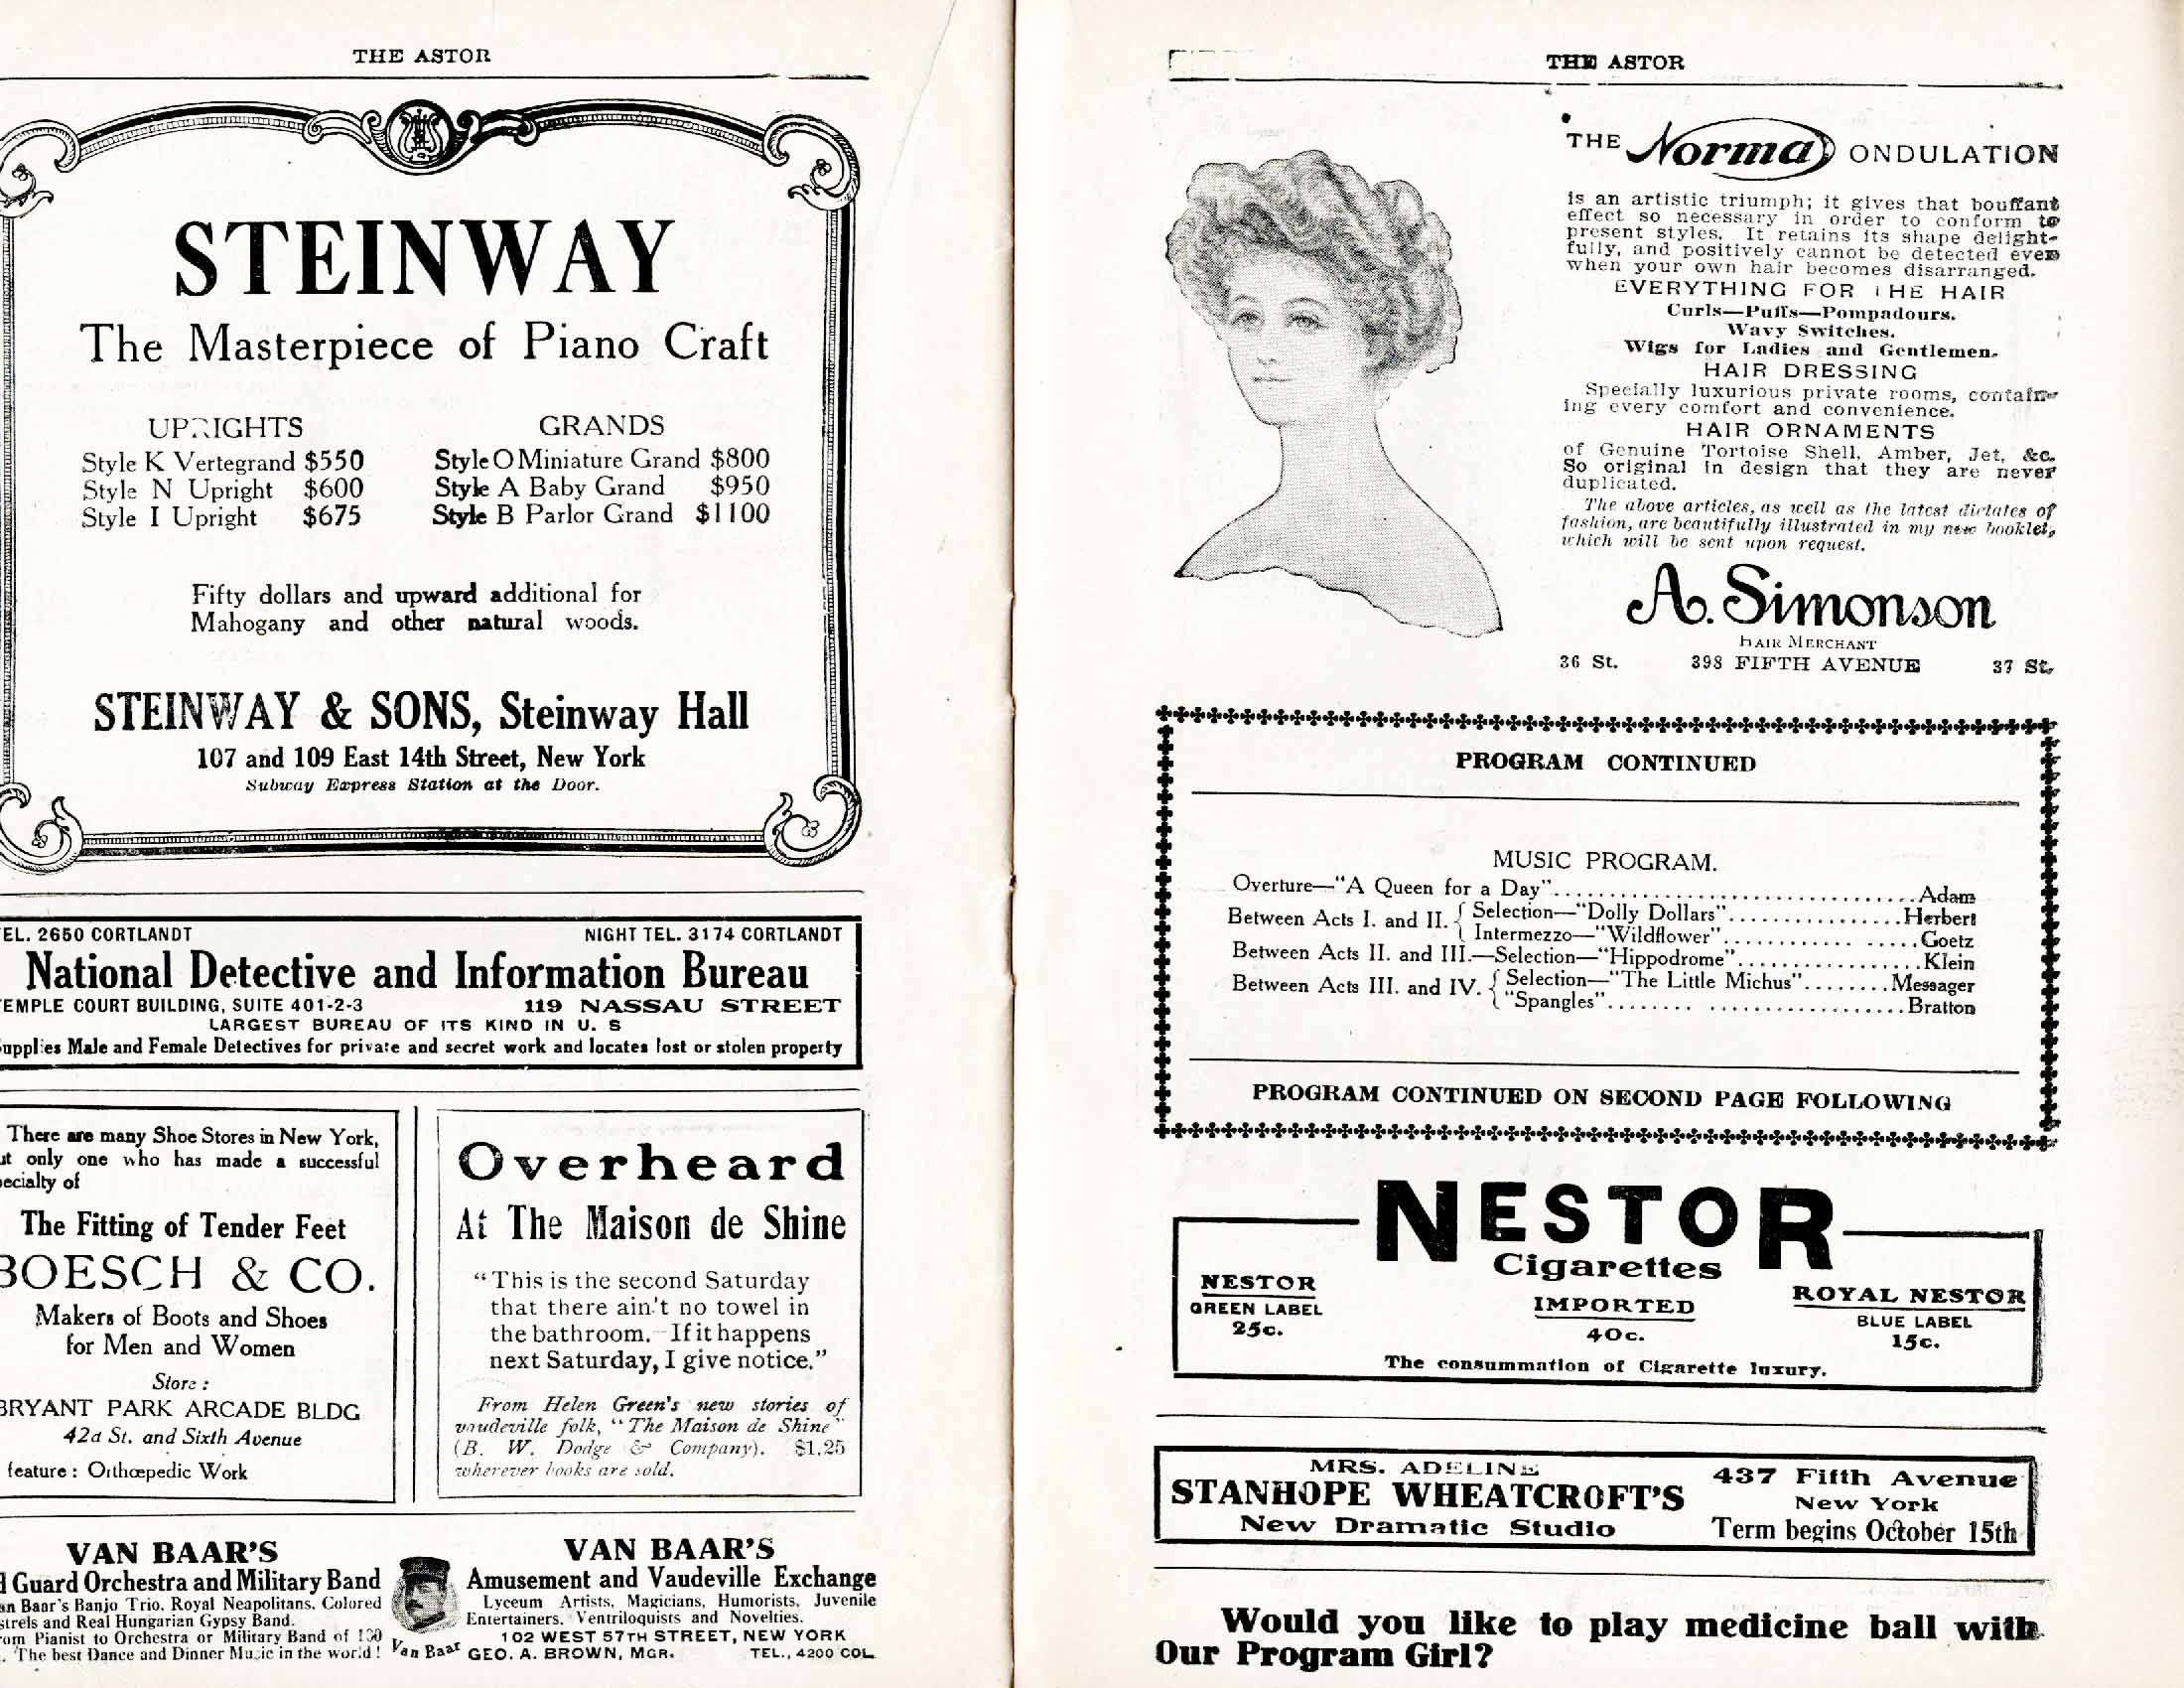 THE ASTOR
STEINWAY
The Masterpiece of Piano Craft
UPRIGHTS
Style K Vertegrand $550
Style N Upright $600
Style I Upright $675
GRANDS
Style O Miniature Grand $800
Style A Baby Grand $950
Style B Parlor Grand $1100
Fifty dollars and upward additional for
Mahogany and other natural woods.
STEINWAY & SONS, Steinway Hall
107 and 109 East 14th Street, New York
Subway Express Station at the Door.
EL. 2650 CORTLANDT NIGHT TEL. 3174 CORTLANDT
National Detective and Information Bureau
EMPLE COURT BUILDING, SUITE 401-2-3 119 NASSAU STREET
LARGEST BUREAU OF ITS KIND IN U. S
upplies Male and Female Detectives for private and secret work and locates lost or stolen property
There are many Shoe Stores in New York,
ut only one who has made a successful
ecialty of
The Fitting of Tender Feet
BOESCH & CO.
Makers of Boots and Shoes
for Men and Women
Store :
BRYANT PARK ARCADE BLDG
42d St. and Sixth Avenue
feature : Orthœpedic Work
Overheard
At The Maison de Shine
“This is the second Saturday
that there ain't no towel in
the bathroom. If it happens
next Saturday, I give notice.”
From Helen Green's new stories of
vaudeville folk, “The Maison de Shine”
(B. W. Dodge & Company). $1.25
wherever books are sold.
VAN BAAR'S
d Guard Orchestra and Military Band
an Baar's Banjo Trio. Royal Neapolitans. Colored
strels and Real Hungarian Gypsy Band.
rom Pianist to Orchestra or Military Band of 100
. The best Dance and Dinner Music in the world!
Van Baar
VAN BAAR'S
Amusement and Vaudeville Exchange
Lyceum Artists, Magicians, Humorists, Juvenile
Entertainers. Ventriloquists and Novelties.
102 WEST 57TH STREET, NEW YORK
GEO. A. BROWN, MGR. TEL., 4200 COL
THE ASTOR
THE Norma ONDULATION
is an artistic triumph; it gives that bouffant
effect so necessary in order to conform to
present styles. It retains its shape delight-
fully, and positively cannot be detected even
when your own hair becomes disarranged.
EVERYTHING FOR THE HAIR
Curls—Puffs—Pompadours.
Wavy Switches.
Wigs for Ladies and Gentlemen.
HAIR DRESSING
Specially luxurious private rooms, contain-
ing every comfort and convenience.
HAIR ORNAMENTS
of Genuine Tortoise Shell, Amber, Jet, &c.
So original in design that they are never
duplicated.
The above articles, as well as the latest dictates of
fashion, are beautifully illustrated in my new booklet,
which will be sent upon request.
A. Simonson
HAIR MERCHANT
36 St. 398 FIFTH AVENUE 37 St.
PROGRAM CONTINUED
MUSIC PROGRAM.
Overture—“A Queen for a Day”........Adam
Between Acts I. and II. { Selection—“Dolly Dollars”........Herbert
{ Intermezzo—“Wildflower”........Goetz
Between Acts II. and III.—Selection—“Hippodrome”........Klein
Between Acts III. and IV. { Selection—“The Little Michus”........Messager
{ “Spangles”........Bratton
PROGRAM CONTINUED ON SECOND PAGE FOLLOWING
NESTOR
Cigarettes
NESTOR
GREEN LABEL
25c.
IMPORTED
40c.
ROYAL NESTOR
BLUE LABEL
15c.
The consummation of Cigarette luxury.
MRS. ADELINE
STANHOPE WHEATCROFT'S
New Dramatic Studio
437 Fifth Avenue
New York
Term begins October 15th
Would you like to play medicine ball with
Our Program Girl?